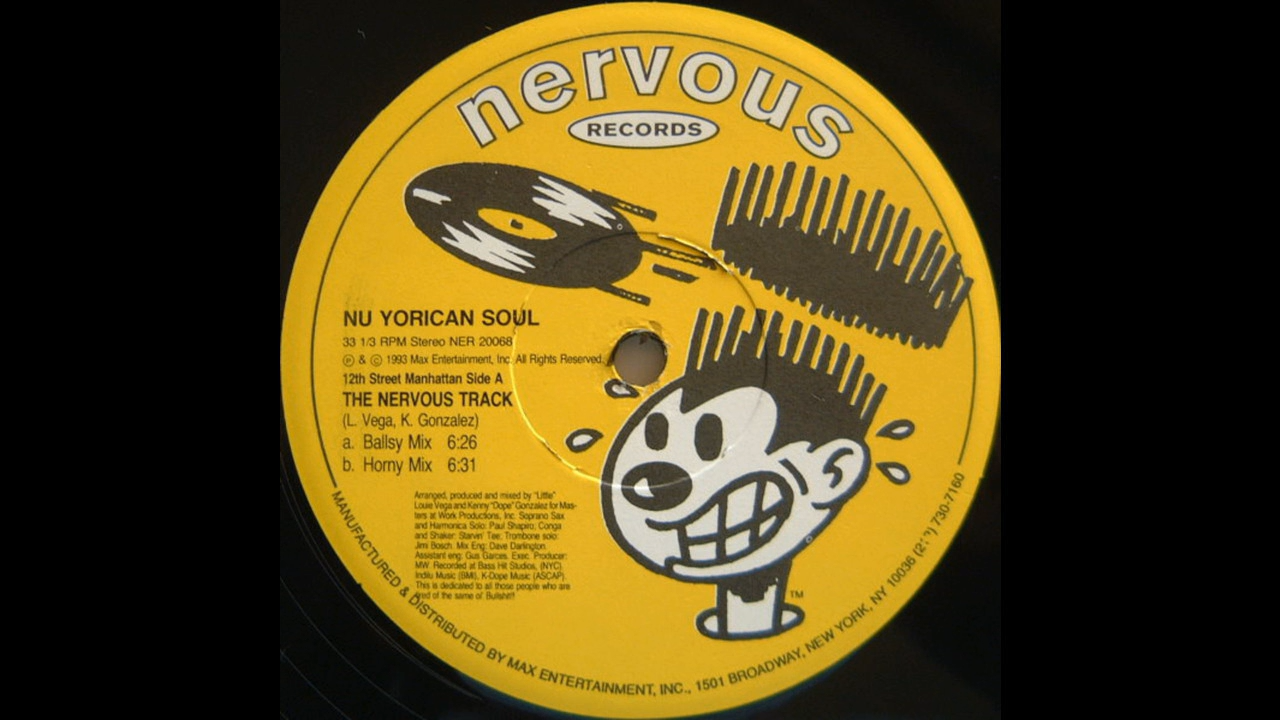 nervous
RECORDS
NU YORICAN SOUL
33 1/3 RPM Stereo NER 20068
℗ & © 1993 Max Entertainment, Inc. All Rights Reserved.
12th Street Manhattan Side A
THE NERVOUS TRACK
(L. Vega, K. Gonzalez)
a. Ballsy Mix 6:26
b. Horny Mix 6:31
Arranged, produced and mixed by "Little"
Louie Vega and Kenny "Dope" Gonzalez for Mas-
ters at Work Productions, Inc. Soprano Sax
and Harmonica Solo: Paul Shapiro, Conga
and Shaker: Starvin' Tee; Trombone solo:
Jimi Bosch. Mix Eng: Dave Darlington.
Assistant eng: Gus Garces. Exec. Producer:
MW. Recorded at Bass Hit Studios, (NYC)
Indilu Music (BMI), K-Dope Music (ASCAP)
This is dedicated to all those people who are
tired of the same ol' Bullshit!!
TM
MANUFACTURED & DISTRIBUTED BY MAX ENTERTAINMENT, INC., 1501 BROADWAY, NEW YORK, NY 10036 730-7160